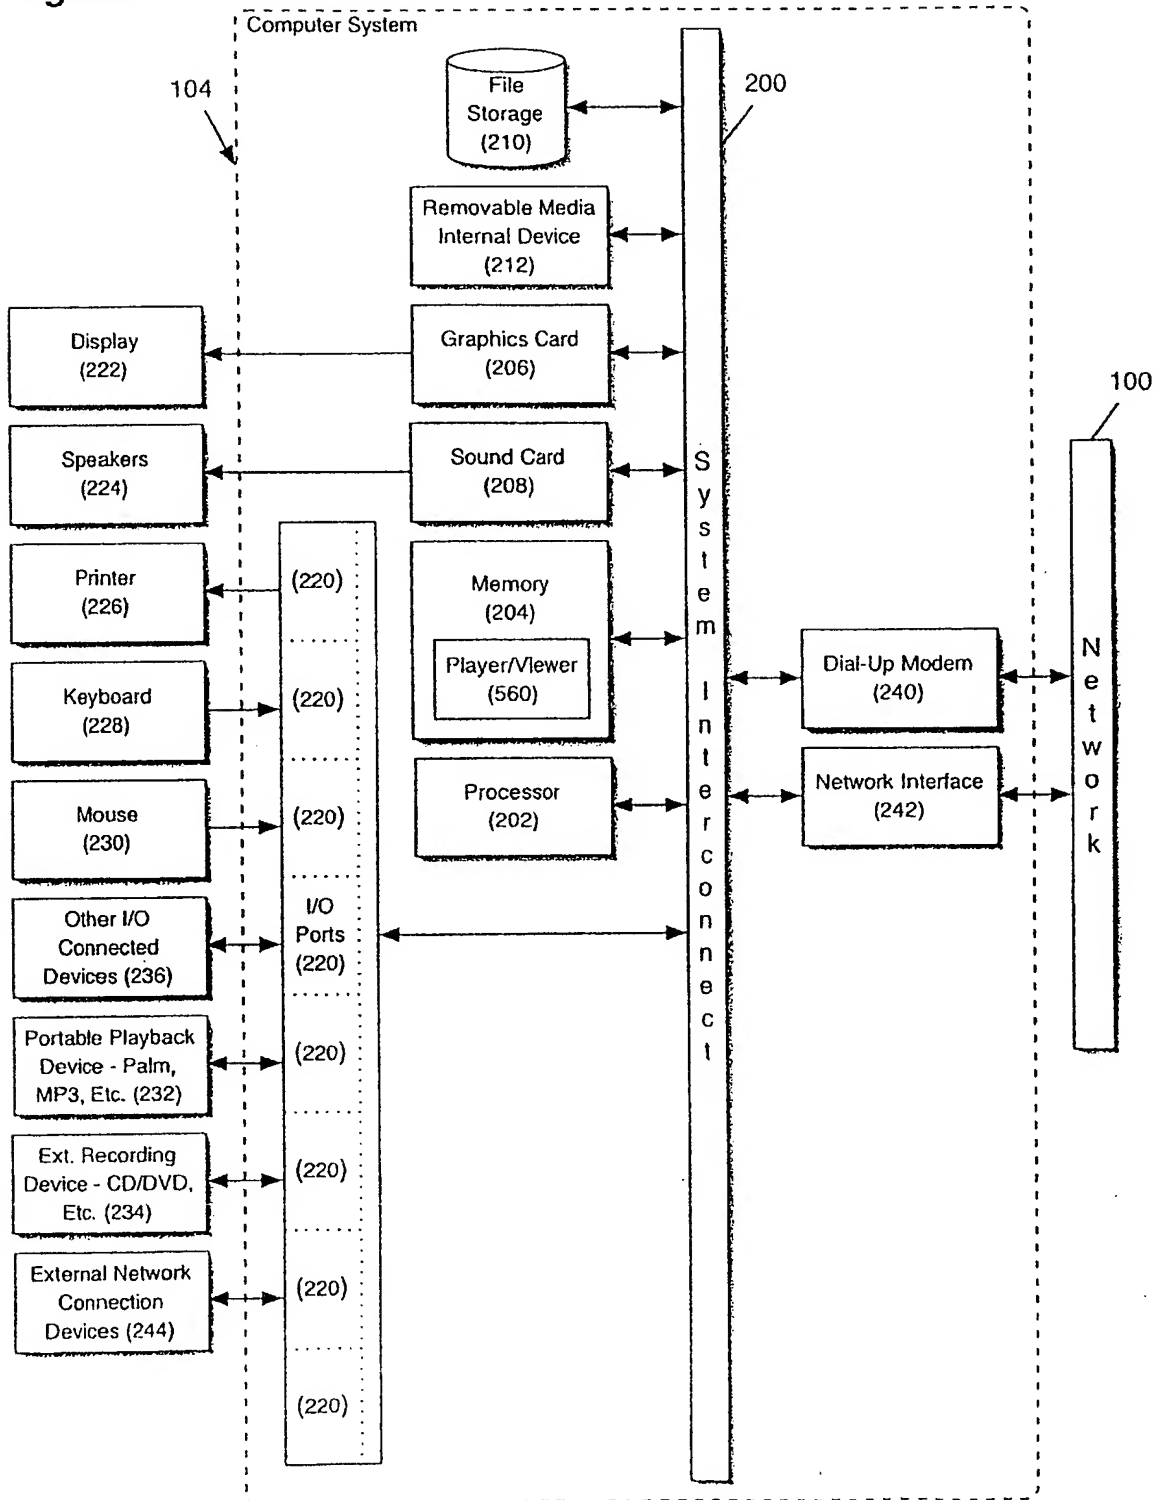 Computer System
104
200
File
Storage
(210)
Removable Media
Internal Device
(212)
Display
(222)
Graphics Card
(206)
100
Speakers
(224)
Sound Card
(208)
System Interconnect
Printer
(226)
(220)
Memory
(204)
Player/Viewer
(560)
Keyboard
(228)
(220)
Dial-Up Modem
(240)
Network
Mouse
(230)
(220)
Processor
(202)
Network Interface
(242)
Other I/O
Connected
Devices (236)
I/O
Ports
(220)
Portable Playback
Device - Palm,
MP3, Etc. (232)
(220)
Ext. Recording
Device - CD/DVD,
Etc. (234)
(220)
External Network
Connection
Devices (244)
(220)
(220)